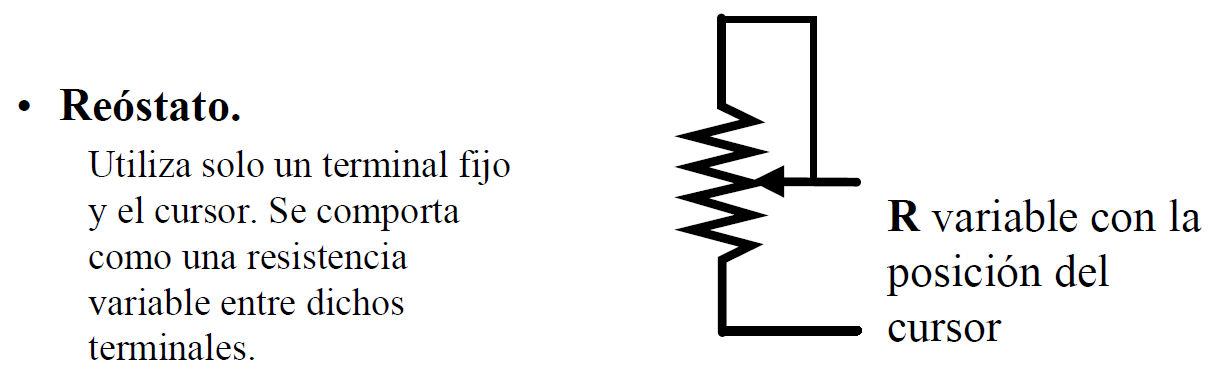 • Reóstato.
Utiliza solo un terminal fijo
y el cursor. Se comporta
como una resistencia
variable entre dichos
terminales.
R variable con la
posición del
cursor